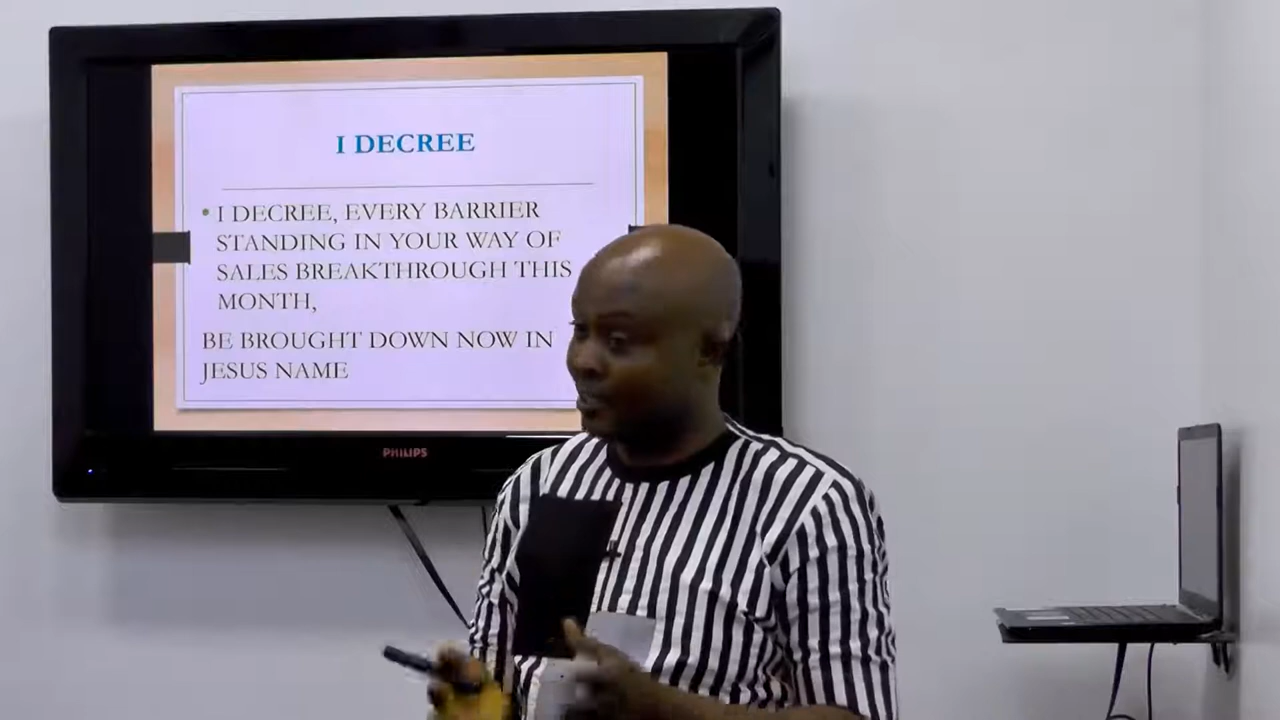 I DECREE
• I DECREE, EVERY BARRIER
STANDING IN YOUR WAY OF
SALES BREAKTHROUGH THIS
MONTH,
BE BROUGHT DOWN NOW IN
JESUS NAME
PHILIPS